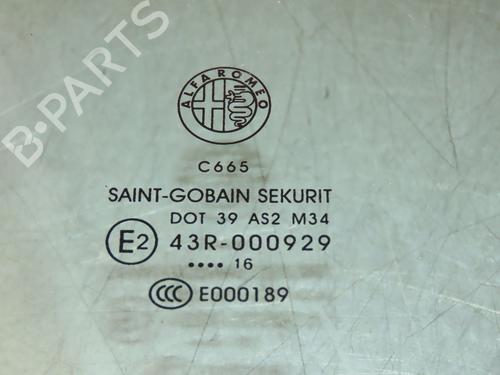 B-PARTS
ALFA ROMEO
C665
SAINT-GOBAIN SEKURIT
DOT 39 AS2 M34
E2 43R-000929
•••• 16
CCC E000189